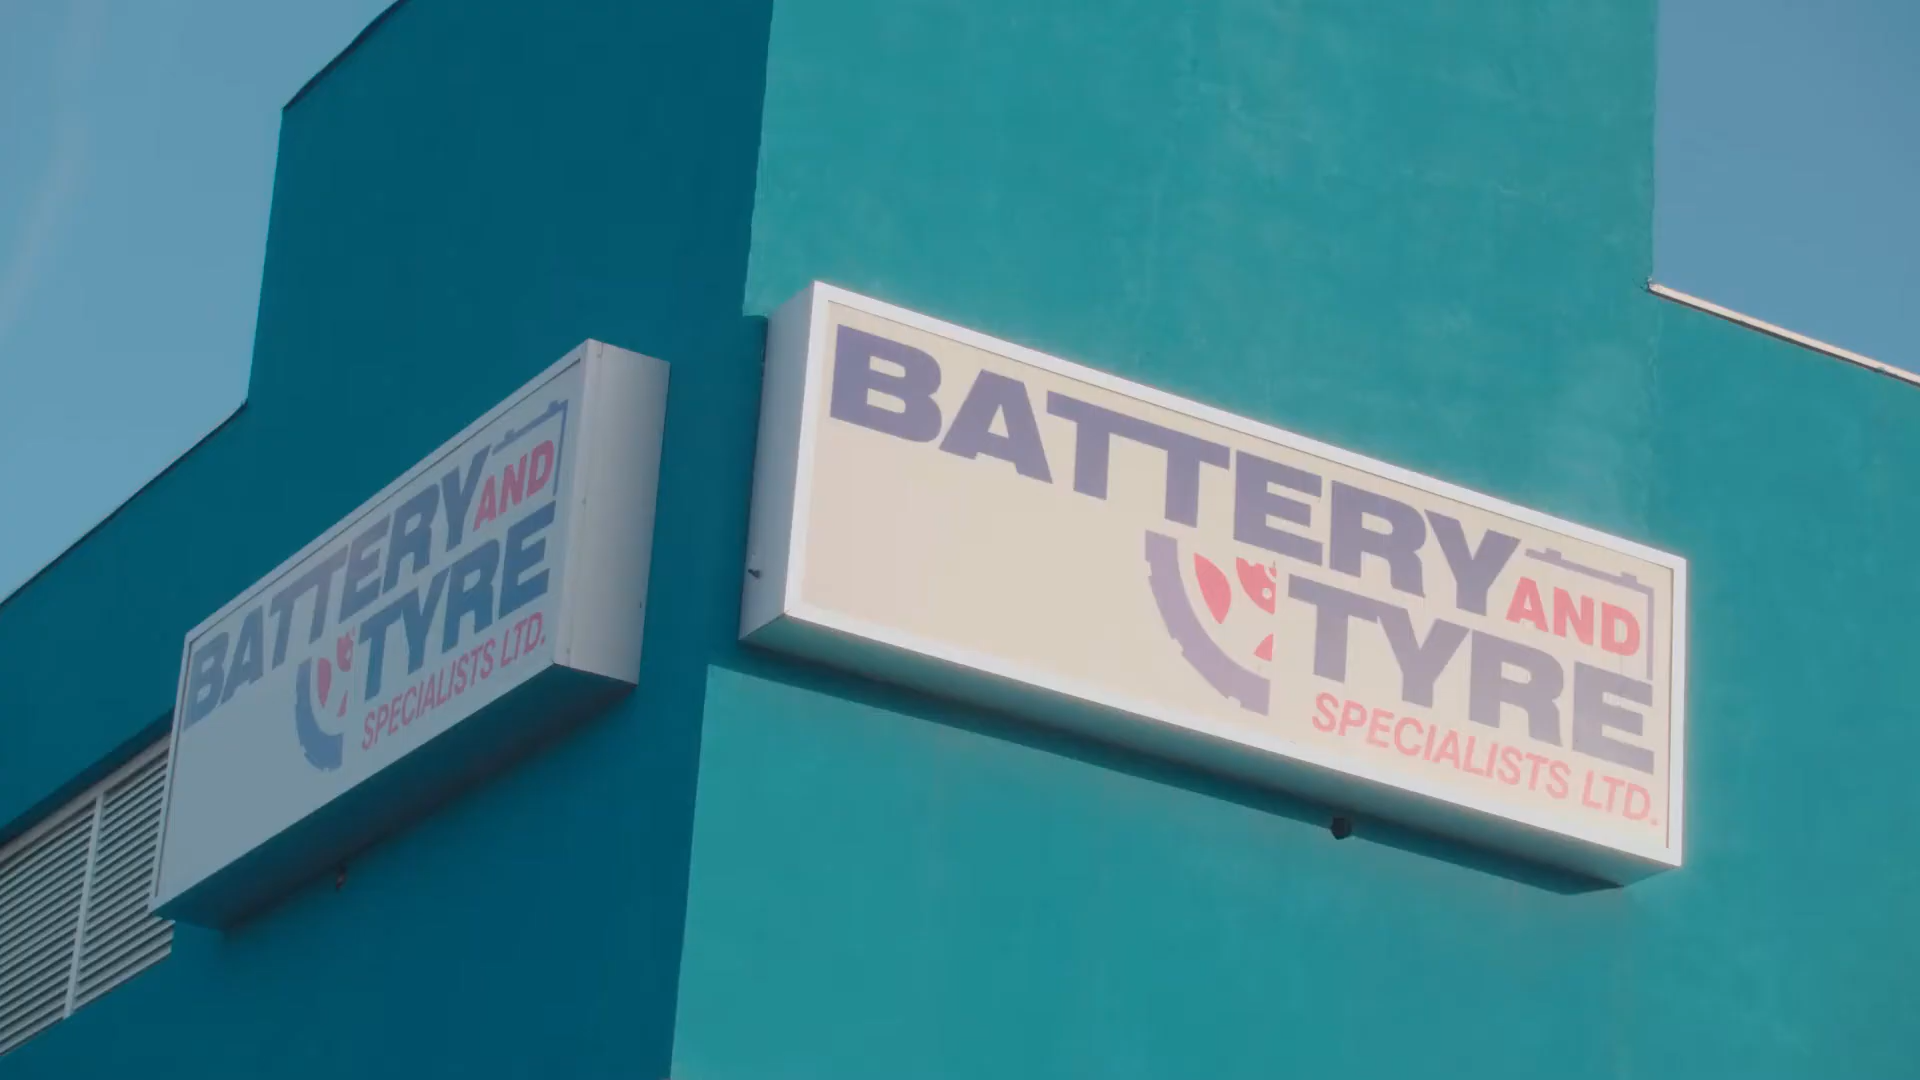 BATTERY AND
TYRE
SPECIALISTS LTD.
BATTERY AND
TYRE
SPECIALISTS LTD.